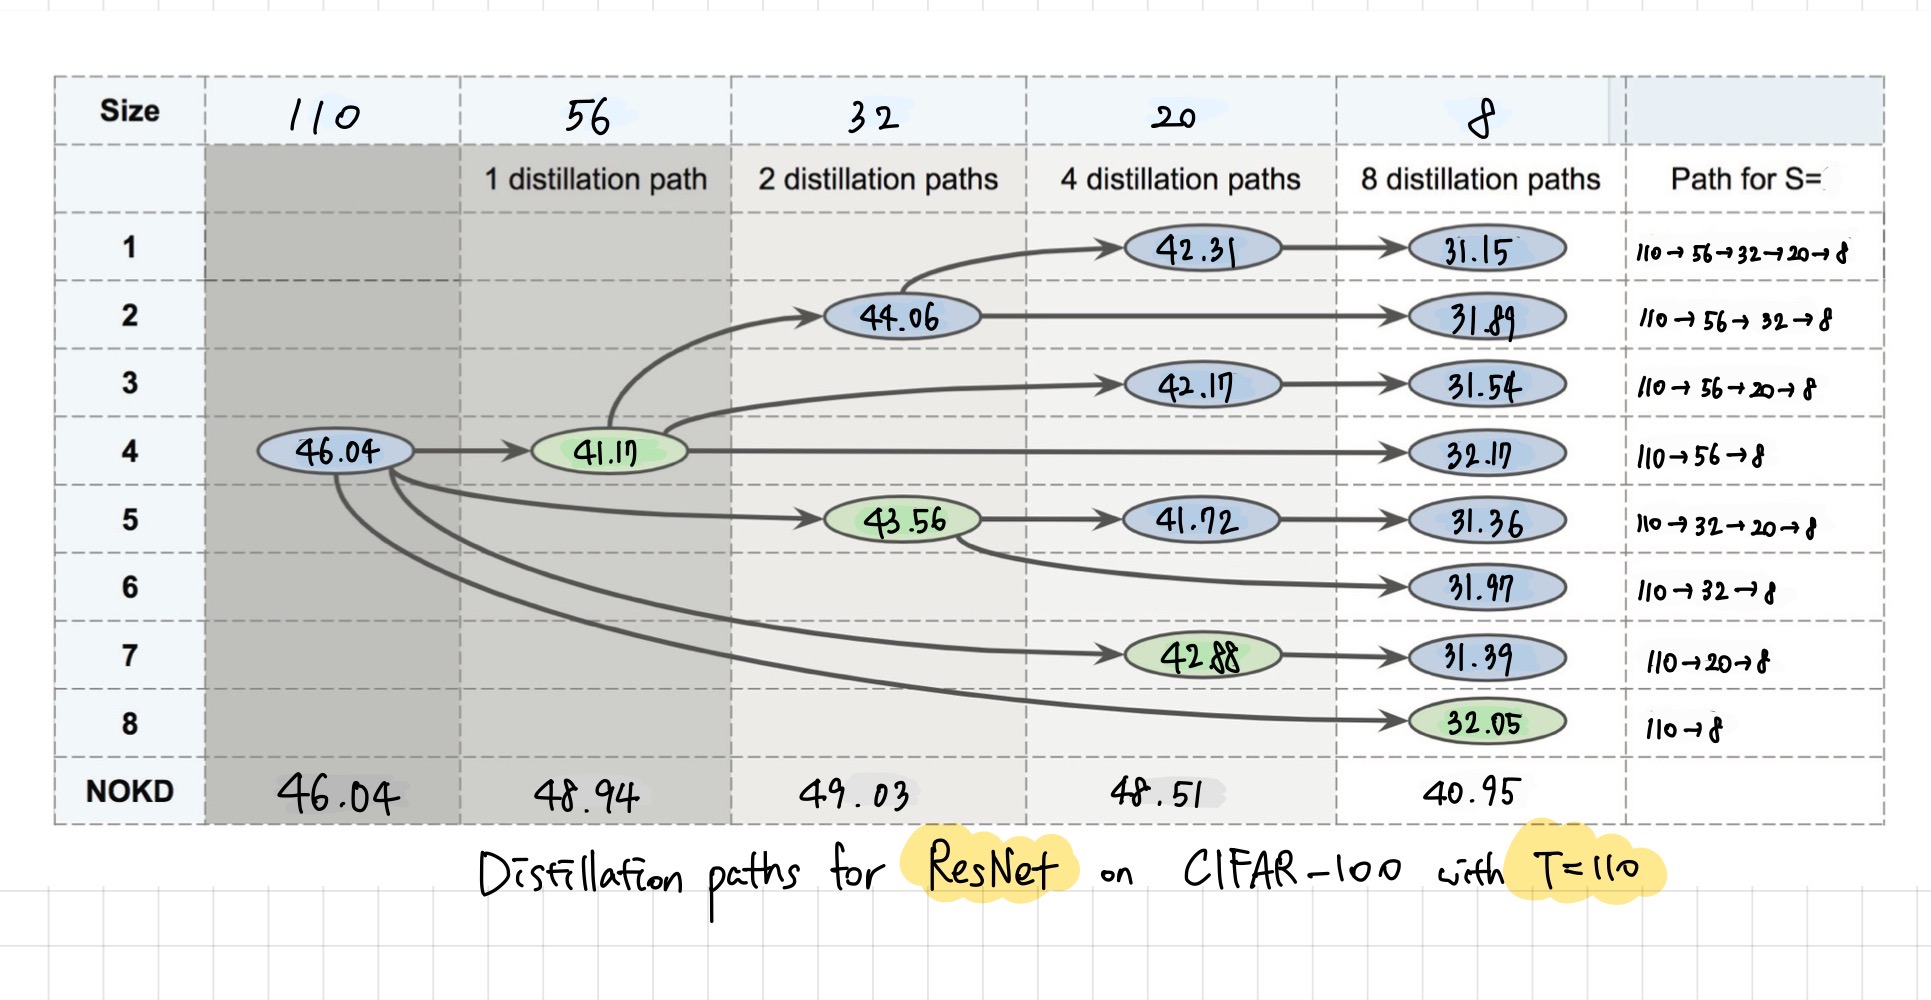 Size 110 56 32 20 8
1 distillation path 2 distillation paths 4 distillation paths 8 distillation paths Path for S=
1 42.31 31.15 110→56→32→20→8
2 44.06 31.89 110→56→32→8
3 42.17 31.54 110→56→20→8
4 46.04 41.17 32.17 110→56→8
5 43.56 41.72 31.36 110→32→20→8
6 31.97 110→32→8
7 42.88 31.39 110→20→8
8 32.05 110→8
NOKD 46.04 48.94 49.03 48.51 40.95
Distillation paths for ResNet on CIFAR-100 with T=110